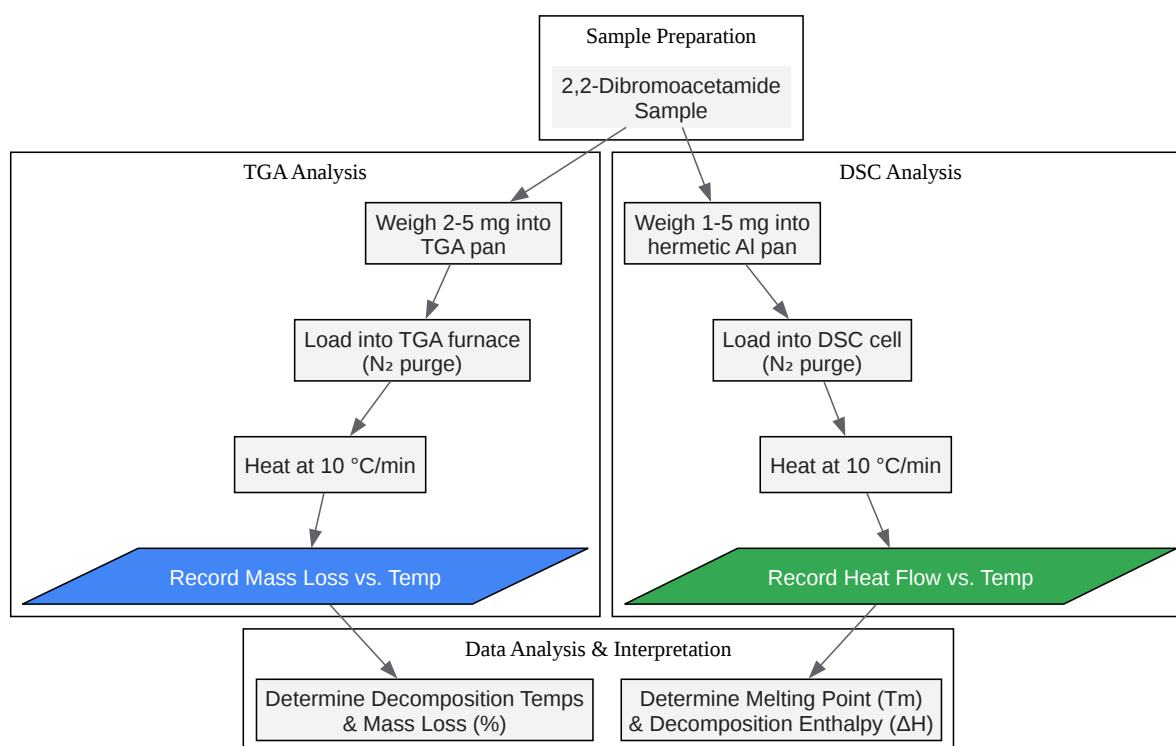 Sample Preparation
2,2-Dibromoacetamide
Sample
TGA Analysis
DSC Analysis
Weigh 2-5 mg into
TGA pan
Weigh 1-5 mg into
hermetic Al pan
Load into TGA furnace
(N₂ purge)
Load into DSC cell
(N₂ purge)
Heat at 10 °C/min
Heat at 10 °C/min
Record Mass Loss vs. Temp
Record Heat Flow vs. Temp
Data Analysis & Interpretation
Determine Decomposition Temps
& Mass Loss (%)
Determine Melting Point (Tm)
& Decomposition Enthalpy (ΔH)